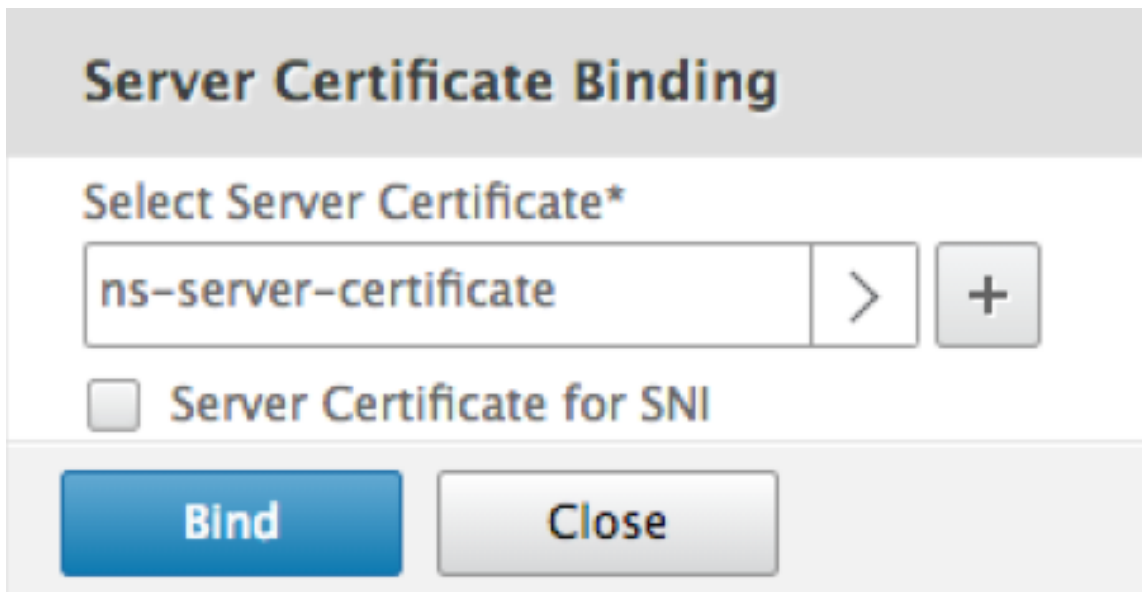 Server Certificate Binding
Select Server Certificate*
ns-server-certificate > +
Server Certificate for SNI
Bind Close